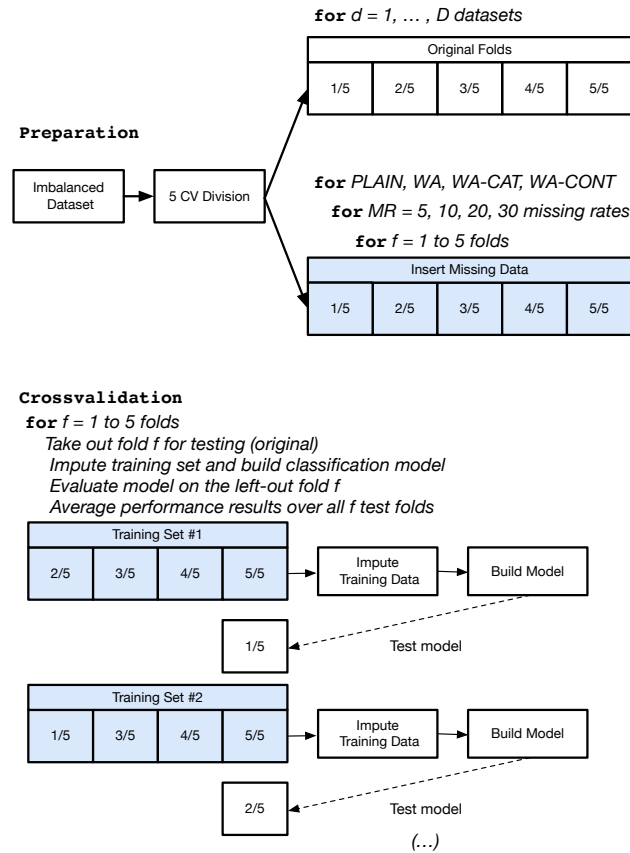 for d = 1, … , D datasets
Original Folds
1/5 2/5 3/5 4/5 5/5
Preparation
Imbalanced
Dataset
5 CV Division
for PLAIN, WA, WA-CAT, WA-CONT
for MR = 5, 10, 20, 30 missing rates
for f = 1 to 5 folds
Insert Missing Data
1/5 2/5 3/5 4/5 5/5
Crossvalidation
for f = 1 to 5 folds
Take out fold f for testing (original)
Impute training set and build classification model
Evaluate model on the left-out fold f
Average performance results over all f test folds
Training Set #1
2/5 3/5 4/5 5/5
Impute
Training Data
Build Model
1/5
Test model
Training Set #2
1/5 3/5 4/5 5/5
Impute
Training Data
Build Model
2/5
Test model
(...)